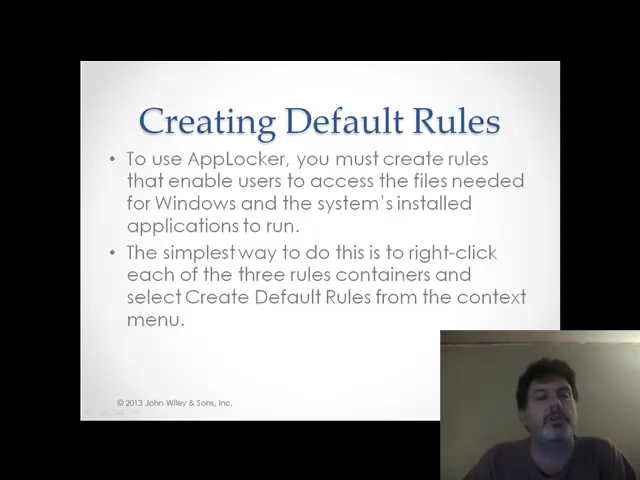 Creating Default Rules
• To use AppLocker, you must create rules
that enable users to access the files needed
for Windows and the system's installed
applications to run.
• The simplest way to do this is to right-click
each of the three rules containers and
select Create Default Rules from the context
menu.
© 2013 John Wiley & Sons, Inc.